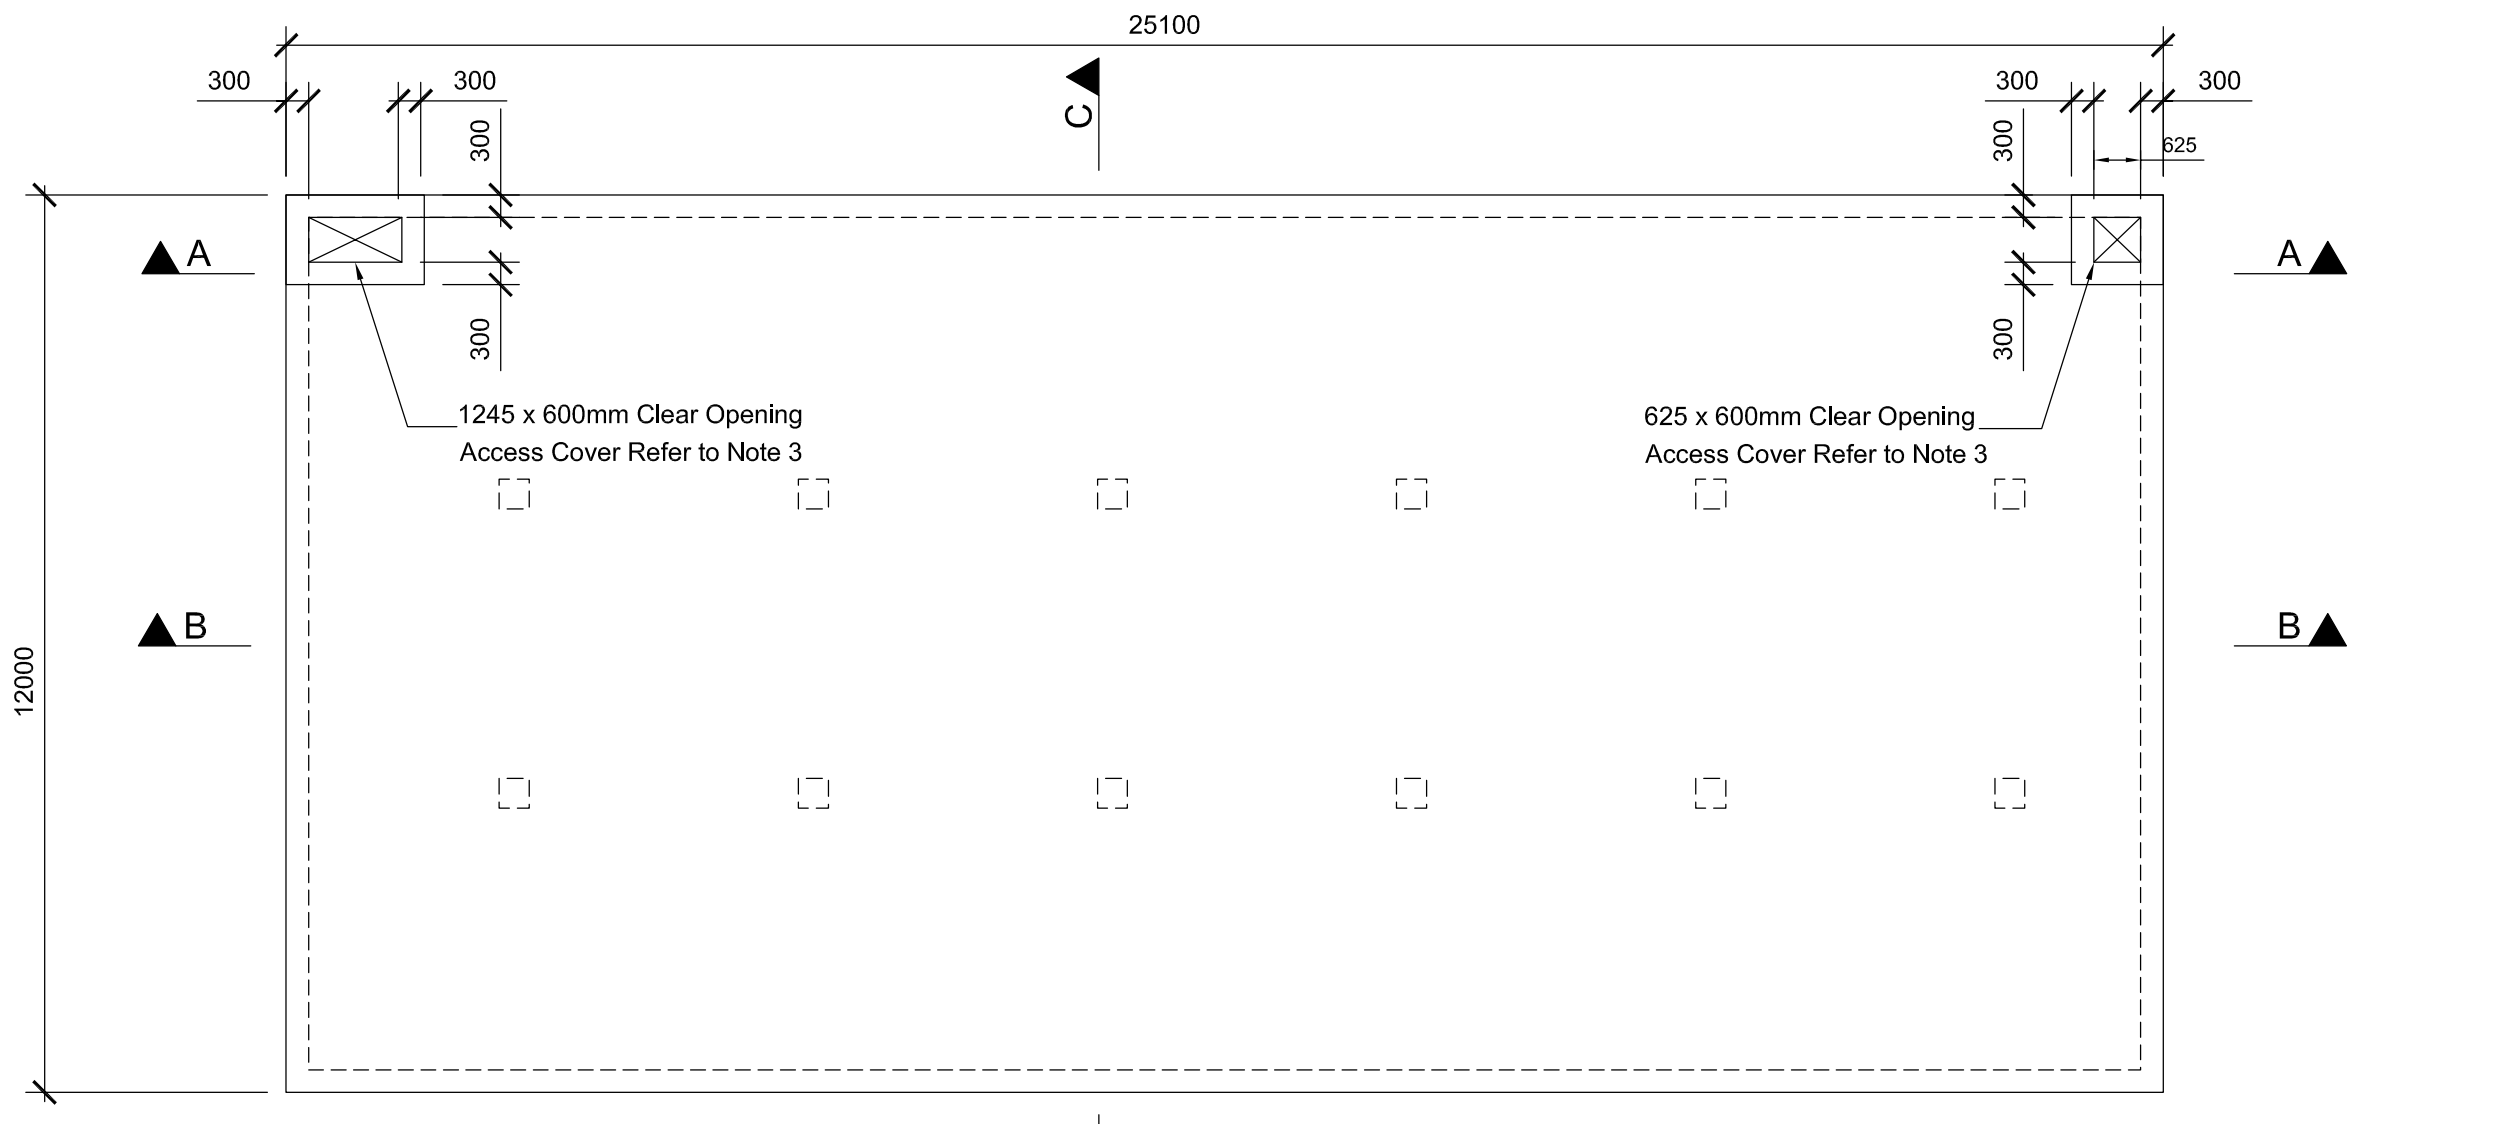 25100
300
300
300
300
C
300
300
625
A
A
300
300
1245 x 600mm Clear Opening
Access Cover Refer to Note 3
625 x 600mm Clear Opening
Access Cover Refer to Note 3
B
B
12000